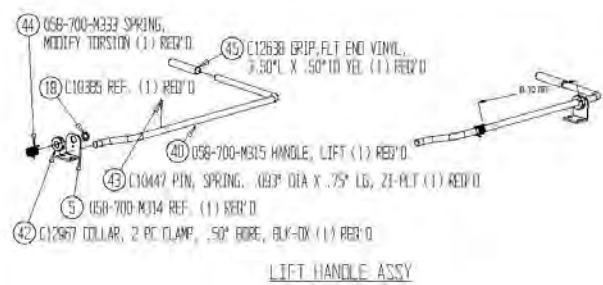 44 058-700-M333 SPRING,
MODIFY TORSION (1) REQ'D
45 C12638 GRIP,FLT END VINYL,
3.50"L X .50"ID YEL (1) REQ'D
18 C10385 REF. (1) REQ'D
40 058-700-M315 HANDLE, LIFT (1) REQ'D
43 C10447 PIN, SPRING, .093" DIA X .75" LG, ZI-PLT (1) REQ'D
5 058-700-M314 REF. (1) REQ'D
42 C12967 COLLAR, 2 PC CLAMP, .50" BORE, BLK-OX (1) REQ'D
LIFT HANDLE ASSY